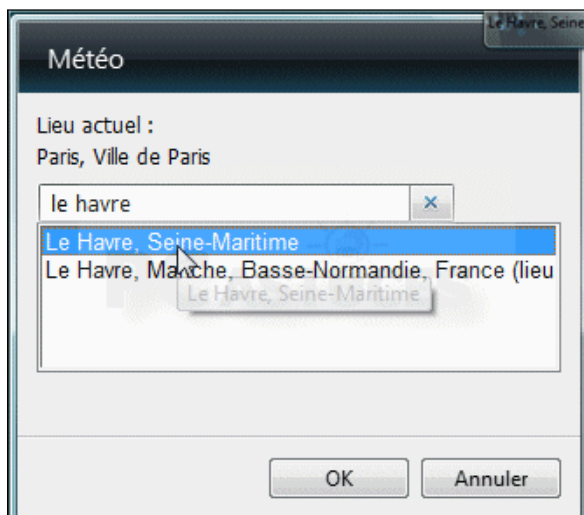 Le Havre, Seine
Météo
Lieu actuel :
Paris, Ville de Paris
le havre
Le Havre, Seine-Maritime
Le Havre, Manche, Basse-Normandie, France (lieu
Le Havre, Seine-Maritime
OK
Annuler